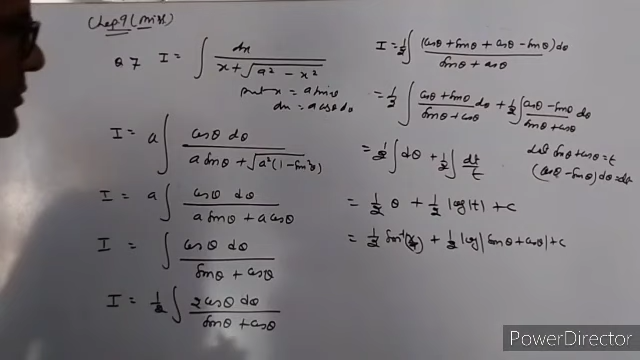 Chap 9 (Misc)
Q 7 I = ∫ dx / (x + √(a² − x²))
put x = a sinθ
dx = a cosθ dθ
I = a ∫ cosθ dθ / (a sinθ + √(a²(1 − sin²θ)))
I = a ∫ cosθ dθ / (a sinθ + a cosθ)
I = ∫ cosθ dθ / (sinθ + cosθ)
I = 1/2 ∫ 2cosθ dθ / (sinθ + cosθ)
I = 1/2 ∫ (cosθ + sinθ + cosθ − sinθ) dθ / (sinθ + cosθ)
= 1/2 ∫ (cosθ + sinθ) / (sinθ + cosθ) dθ + 1/2 ∫ (cosθ − sinθ) / (sinθ + cosθ) dθ
= 1/2 ∫ dθ + 1/2 ∫ dt/t
Let sinθ + cosθ = t
(cosθ − sinθ) dθ = dt
= 1/2 θ + 1/2 log|t| + c
= 1/2 sin⁻¹(x/a) + 1/2 log|sinθ + cosθ| + c
PowerDirector